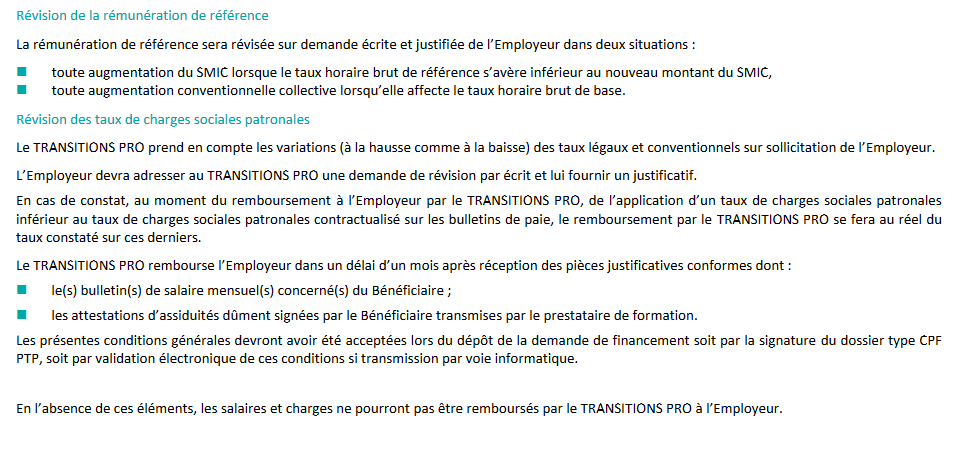 Révision de la rémunération de référence
La rémunération de référence sera révisée sur demande écrite et justifiée de l’Employeur dans deux situations :
toute augmentation du SMIC lorsque le taux horaire brut de référence s’avère inférieur au nouveau montant du SMIC,
toute augmentation conventionnelle collective lorsqu’elle affecte le taux horaire brut de base.
Révision des taux de charges sociales patronales
Le TRANSITIONS PRO prend en compte les variations (à la hausse comme à la baisse) des taux légaux et conventionnels sur sollicitation de l’Employeur.
L’Employeur devra adresser au TRANSITIONS PRO une demande de révision par écrit et lui fournir un justificatif.
En cas de constat, au moment du remboursement à l’Employeur par le TRANSITIONS PRO, de l’application d’un taux de charges sociales patronales
inférieur au taux de charges sociales patronales contractualisé sur les bulletins de paie, le remboursement par le TRANSITIONS PRO se fera au réel du
taux constaté sur ces derniers.
Le TRANSITIONS PRO rembourse l’Employeur dans un délai d’un mois après réception des pièces justificatives conformes dont :
le(s) bulletin(s) de salaire mensuel(s) concerné(s) du Bénéficiaire ;
les attestations d’assiduités dûment signées par le Bénéficiaire transmises par le prestataire de formation.
Les présentes conditions générales devront avoir été acceptées lors du dépôt de la demande de financement soit par la signature du dossier type CPF
PTP, soit par validation électronique de ces conditions si transmission par voie informatique.
En l’absence de ces éléments, les salaires et charges ne pourront pas être remboursés par le TRANSITIONS PRO à l’Employeur.